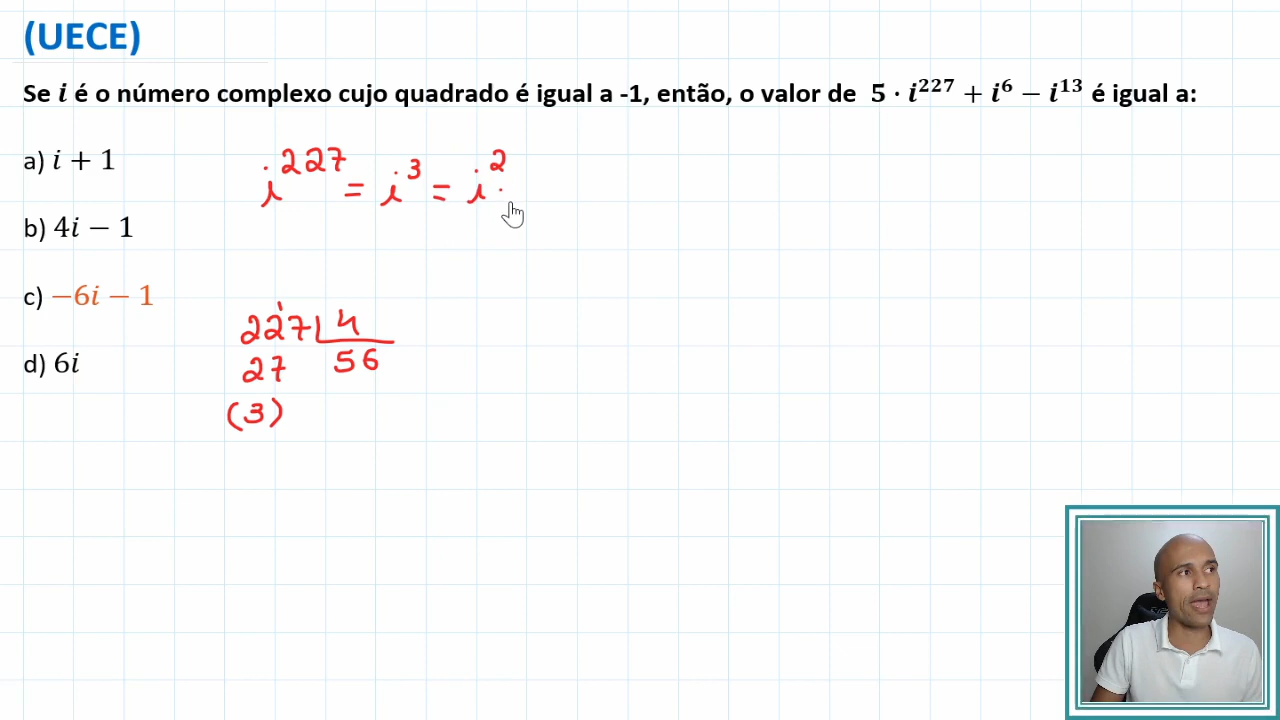 (UECE)
Se i é o número complexo cujo quadrado é igual a -1, então, o valor de 5 · i²²⁷ + i⁶ − i¹³ é igual a:
a) i + 1
i²²⁷ = i³ = i² ·
b) 4i − 1
c) −6i − 1
227 | 4
27 56
d) 6i
(3)